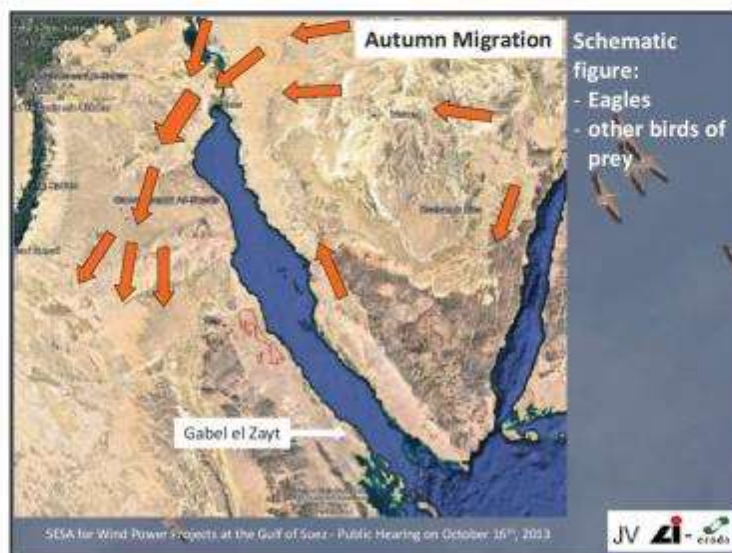 Autumn Migration
Schematic
figure:
- Eagles
- other birds of
prey
Gabel el Zayt
SESA for Wind Power Projects at the Gulf of Suez - Public Hearing on October 16th, 2013
JV